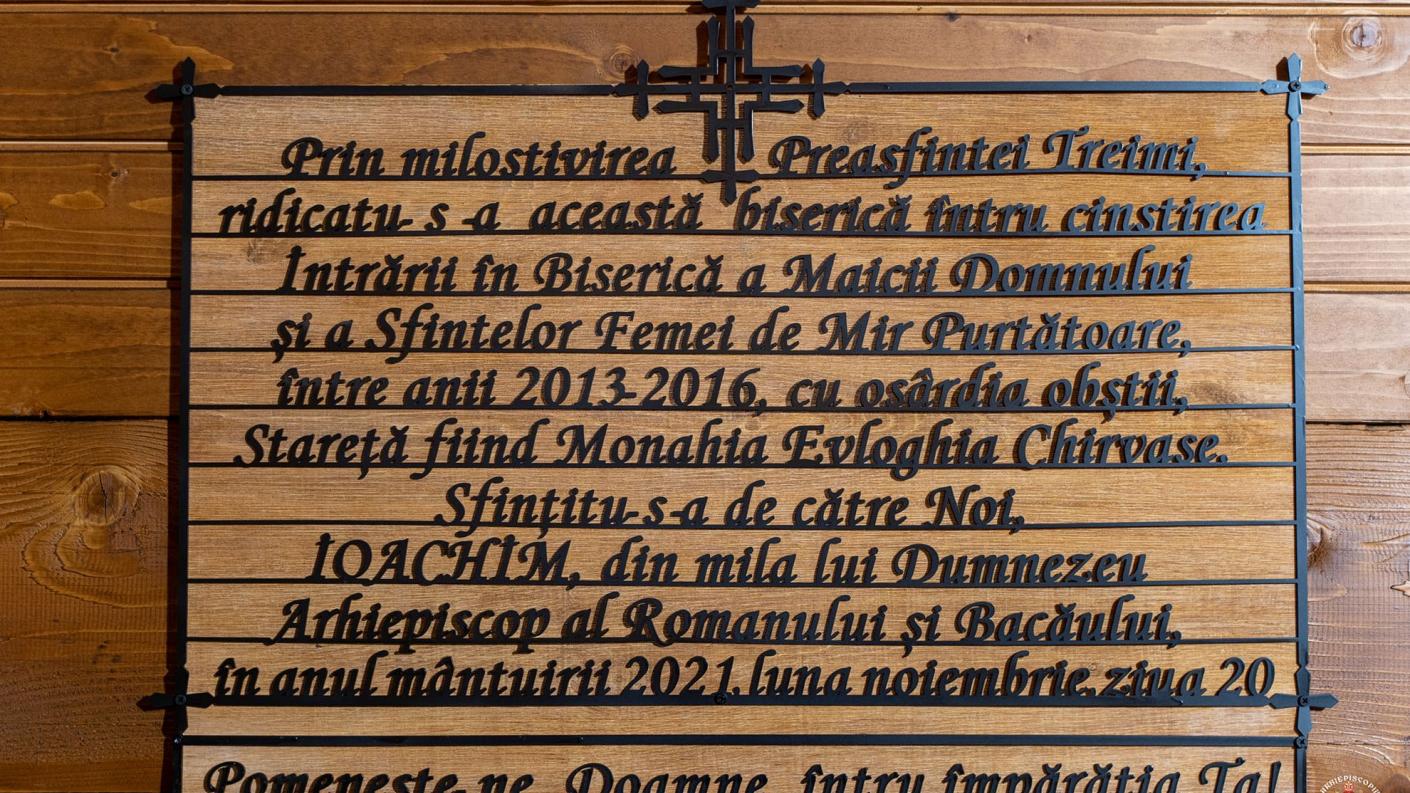 Prin milostivirea Preasfintei Treimi,
ridicatu-s-a această biserică întru cinstirea
Intrării în Biserică a Maicii Domnului
și a Sfintelor Femei de Mir Purtătoare,
între anii 2013-2016, cu osârdia obștii,
Stareță fiind Monahia Evloghia Chirvase.
Sfințitu-s-a de către Noi,
IOACHIM, din mila lui Dumnezeu
Arhiepiscop al Romanului și Bacăului,
în anul mântuirii 2021, luna noiembrie, ziua 20
Pomenește-ne, Doamne, întru împărăția Ta!